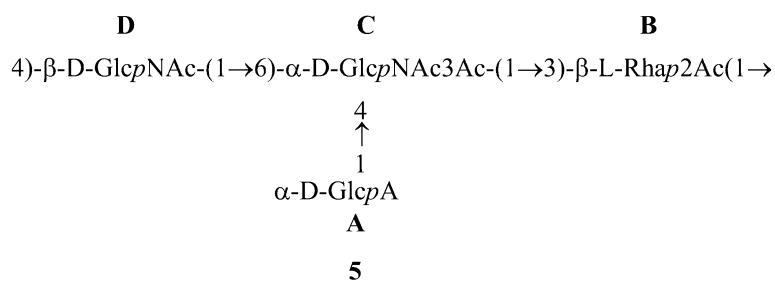 D C B
4)-β-D-GlcpNAc-(1→6)-α-D-GlcpNAc3Ac-(1→3)-β-L-Rhap2Ac(1→
4
↑
1
α-D-GlcpA
A
5